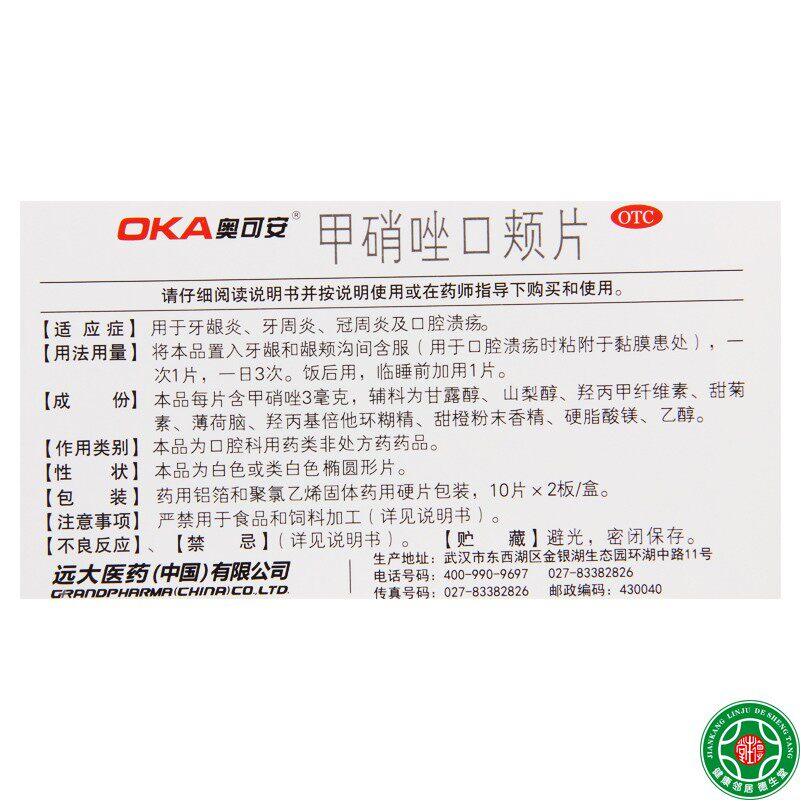 OKA奥可安® 甲硝唑口颊片 OTC
请仔细阅读说明书并按说明使用或在药师指导下购买和使用。
【适应症】用于牙龈炎、牙周炎、冠周炎及口腔溃疡。
【用法用量】将本品置入牙龈和龈颊沟间含服（用于口腔溃疡时粘附于黏膜患处），一
次1片，一日3次。饭后用，临睡前加用1片。
【成 份】本品每片含甲硝唑3毫克，辅料为甘露醇、山梨醇、羟丙甲纤维素、甜菊
素、薄荷脑、羟丙基倍他环糊精、甜橙粉末香精、硬脂酸镁、乙醇。
【作用类别】本品为口腔科用药类非处方药药品。
【性 状】本品为白色或类白色椭圆形片。
【包 装】药用铝箔和聚氯乙烯固体药用硬片包装，10片×2板/盒。
【注意事项】严禁用于食品和饲料加工（详见说明书）。
【不良反应】、【禁 忌】（详见说明书）。 【贮 藏】避光，密闭保存。
远大医药(中国)有限公司
GRANDPHARMA(CHINA)CO.,LTD.
生产地址：武汉市东西湖区金银湖生态园环湖中路11号
电话号码：400-990-9697 027-83382826
传真号码：027-83382826 邮政编码：430040
JIANKANG LINJU DE SHENG TANG
健康邻居德生堂